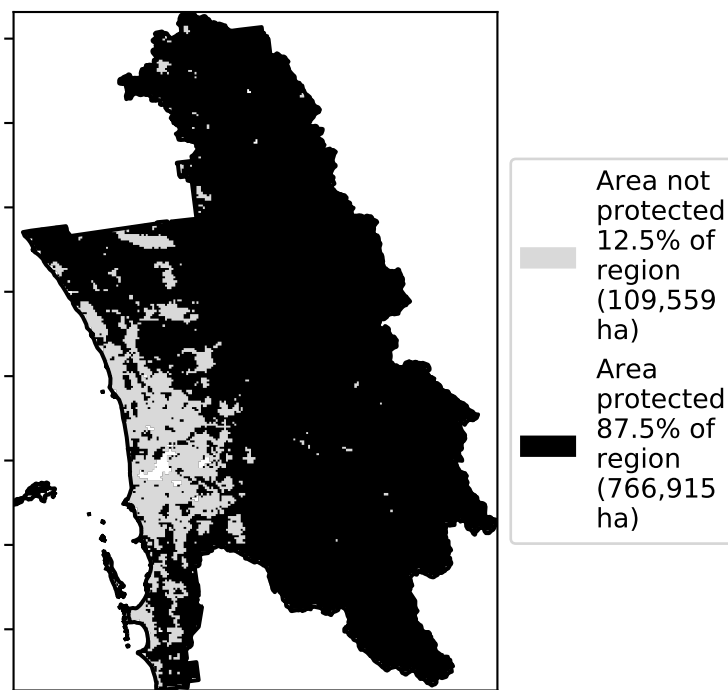 Area not
protected
12.5% of
region
(109,559
ha)
Area
protected
87.5% of
region
(766,915
ha)